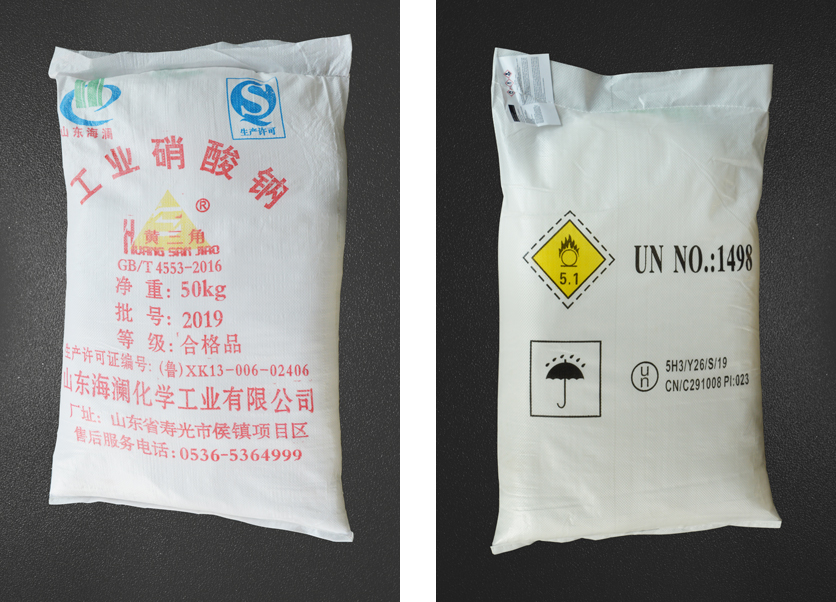 山东海澜
生产许可
工业硝酸钠
®
黄三角
HUANG SAN JIAO
GB/T 4553-2016
净 重: 50kg
批 号: 2019
等 级: 合格品
生产许可证编号: (鲁)XK13-006-02406
山东海澜化学工业有限公司
厂址: 山东省寿光市侯镇项目区
售后服务电话: 0536-5364999
5.1
UN NO.:1498
un
5H3/Y26/S/19
CN/C291008 PI:023